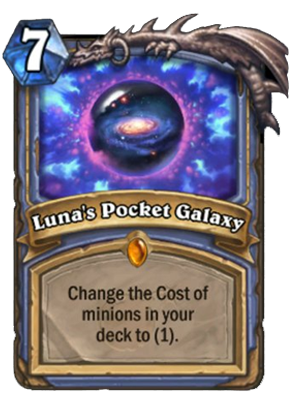 7
Luna's Pocket Galaxy
Change the Cost of
minions in your
deck to (1).